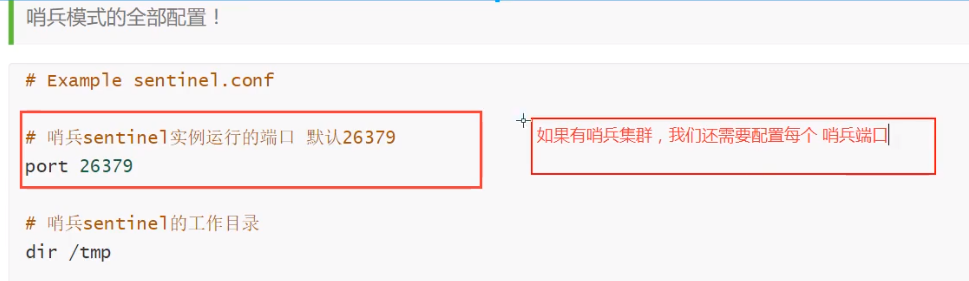 哨兵模式的全部配置！
# Example sentinel.conf
# 哨兵sentinel实例运行的端口 默认26379
port 26379
如果有哨兵集群，我们还需要配置每个 哨兵端口
# 哨兵sentinel的工作目录
dir /tmp